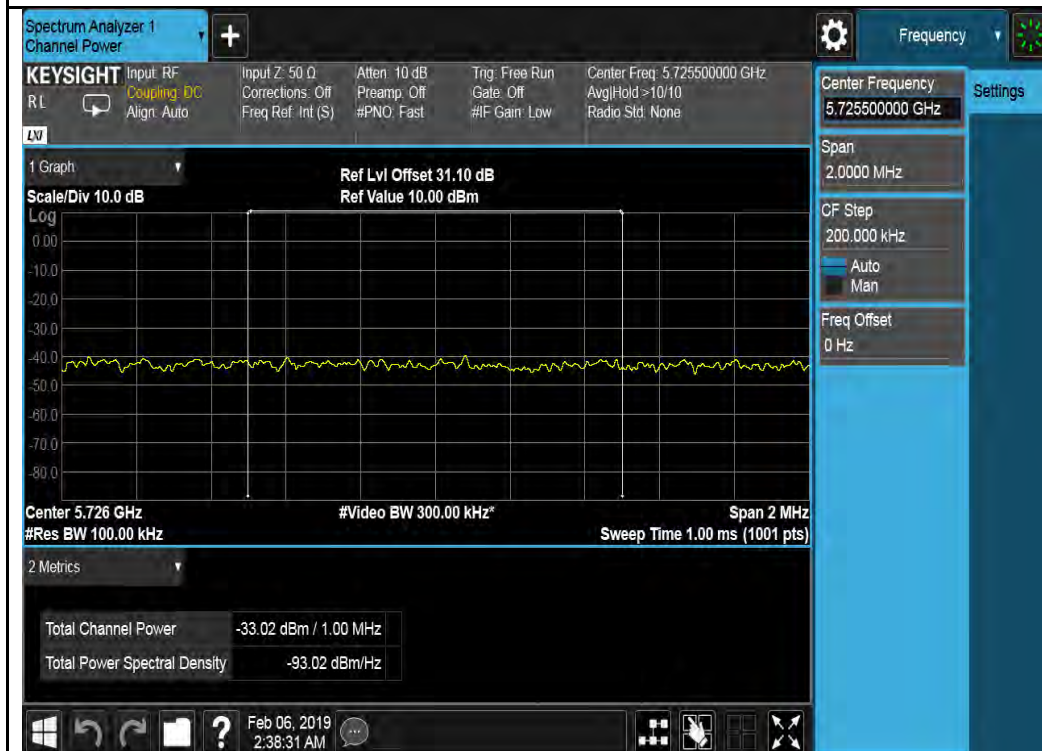 Spectrum Analyzer 1
Channel Power
+
Frequency
KEYSIGHT
RL
LXI
Input: RF
Coupling: DC
Align: Auto
Input Z: 50 Ω
Corrections: Off
Freq Ref: Int (S)
Atten: 10 dB
Preamp: Off
#PNO: Fast
Trig: Free Run
Gate: Off
#IF Gain: Low
Center Freq: 5.725500000 GHz
Avg|Hold >10/10
Radio Std: None
Center Frequency
5.725500000 GHz
Settings
Span
2.0000 MHz
CF Step
200.000 kHz
Auto
Man
Freq Offset
0 Hz
1 Graph
Scale/Div 10.0 dB
Ref Lvl Offset 31.10 dB
Ref Value 10.00 dBm
Log
0.00
-10.0
-20.0
-30.0
-40.0
-50.0
-60.0
-70.0
-80.0
Center 5.726 GHz
#Video BW 300.00 kHz*
Span 2 MHz
#Res BW 100.00 kHz
Sweep Time 1.00 ms (1001 pts)
2 Metrics
Total Channel Power -33.02 dBm / 1.00 MHz
Total Power Spectral Density -93.02 dBm/Hz
?
Feb 06, 2019
2:38:31 AM